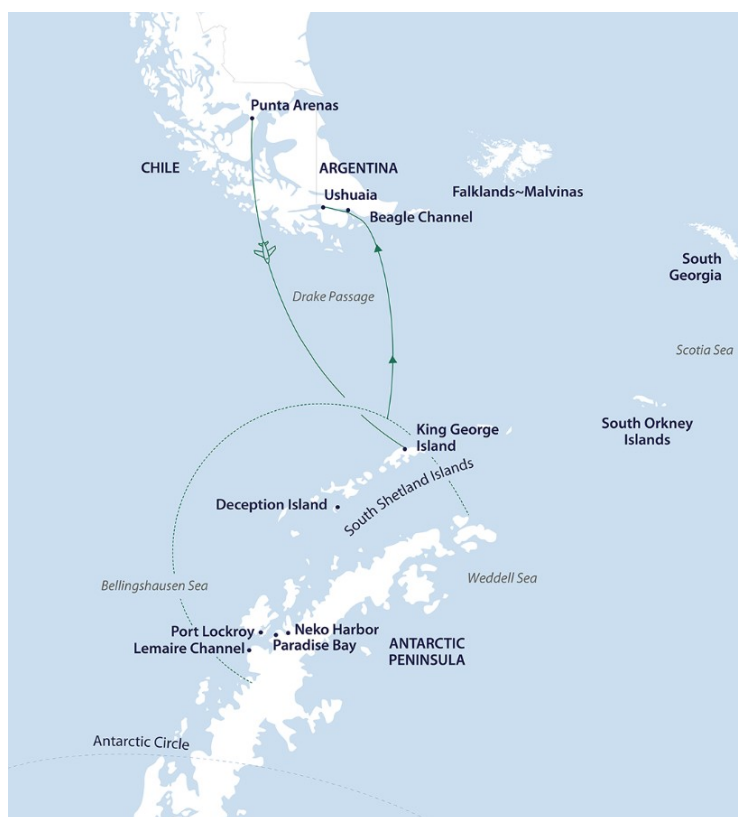 Punta Arenas
CHILE
ARGENTINA
Ushuaia
Falklands~Malvinas
Beagle Channel
South
Georgia
Drake Passage
Scotia Sea
South Orkney
Islands
King George
Island
South Shetland Islands
Deception Island
Bellingshausen Sea
Weddell Sea
Port Lockroy
Neko Harbor
Paradise Bay
Lemaire Channel
ANTARCTIC
PENINSULA
Antarctic Circle